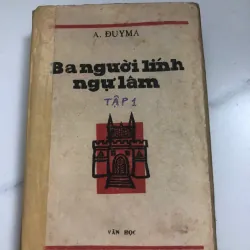 A. ĐUYMA
Ba người lính
ngự lâm
TẬP 1
VĂN HỌC